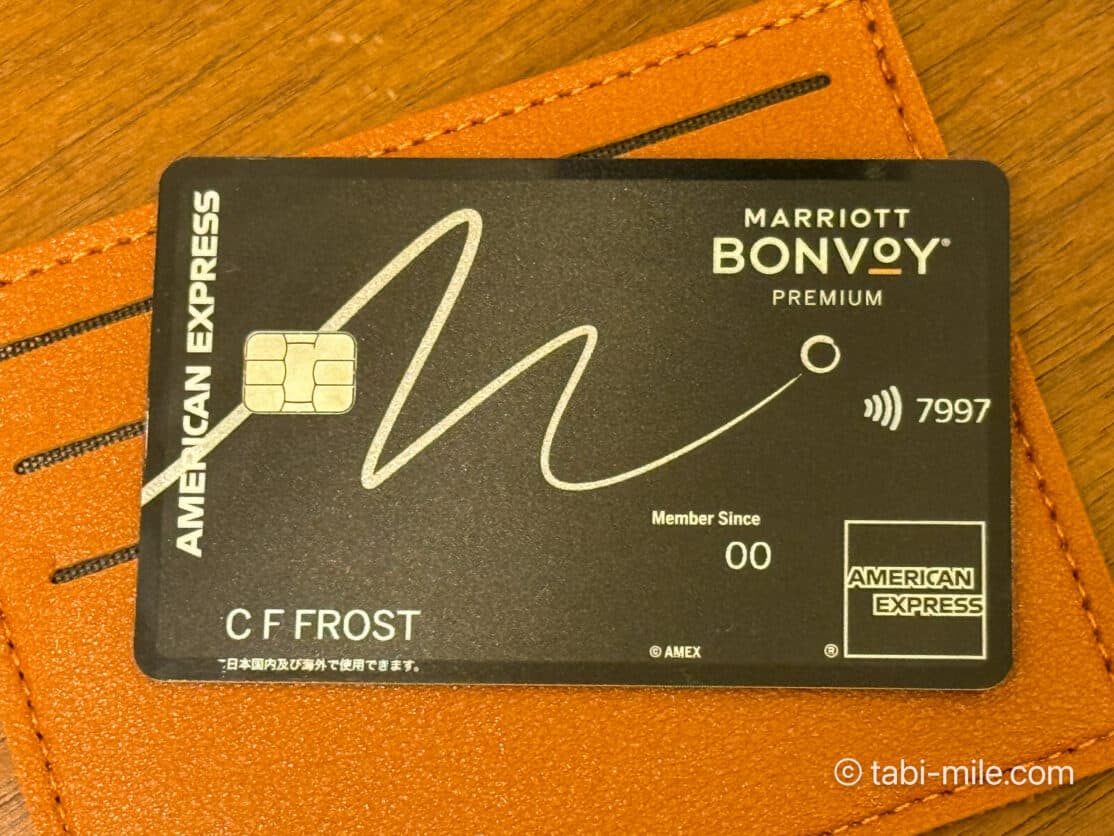 AMERICAN EXPRESS
MARRIOTT
BONVOY®
PREMIUM
7997
Member Since
00
AMERICAN
EXPRESS
C F FROST
日本国内及び海外で使用できます。
© AMEX
®
© tabi-mile.com